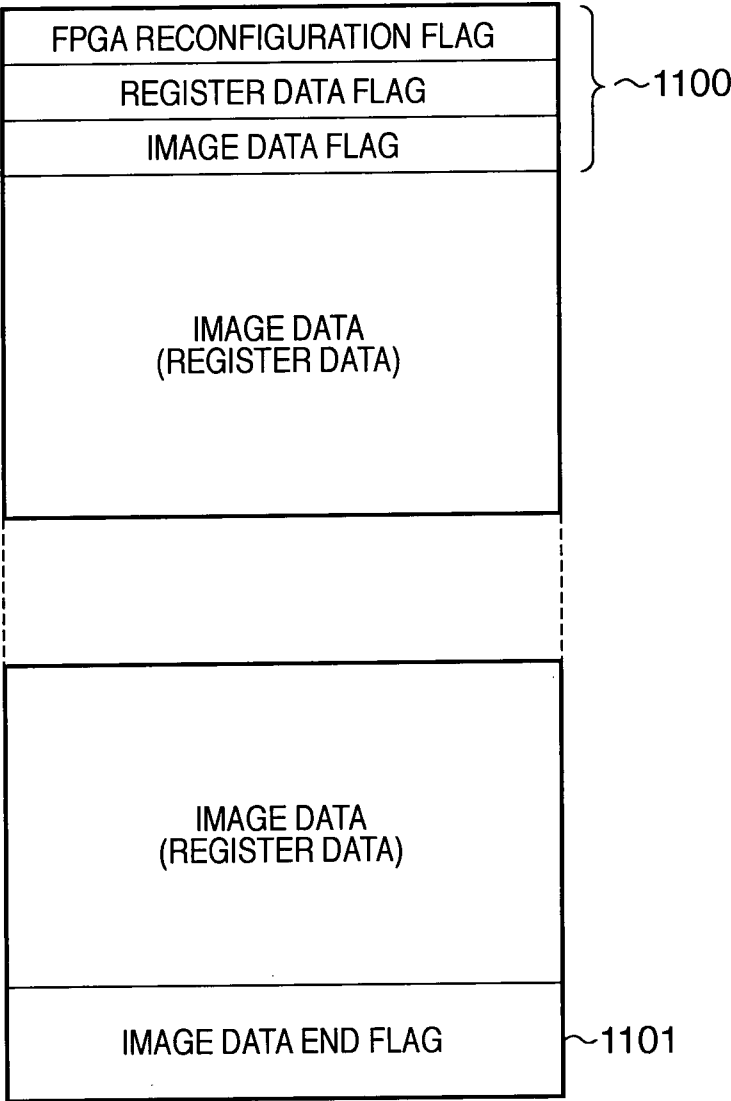 FPGA RECONFIGURATION FLAG
REGISTER DATA FLAG
~1100
IMAGE DATA FLAG
IMAGE DATA
(REGISTER DATA)
IMAGE DATA
(REGISTER DATA)
IMAGE DATA END FLAG
~1101